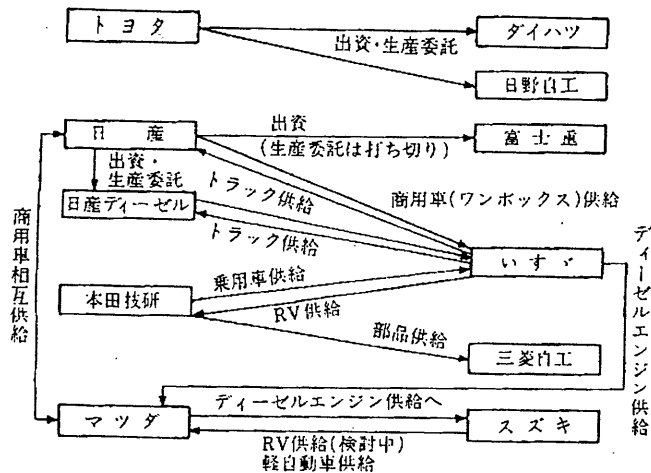 トヨタ
ダイハツ
出資・生産委託
日野自工
日産
出資
富士重
(生産委託は打ち切り)
出資・
生産委託
トラック供給
商用車(ワンボックス)供給
日産ディーゼル
トラック供給
いすゞ
商用車相互供給
ディーゼルエンジン供給
乗用車供給
本田技研
RV供給
部品供給
三菱自工
ディーゼルエンジン供給へ
マツダ
スズキ
RV供給(検討中)
軽自動車供給